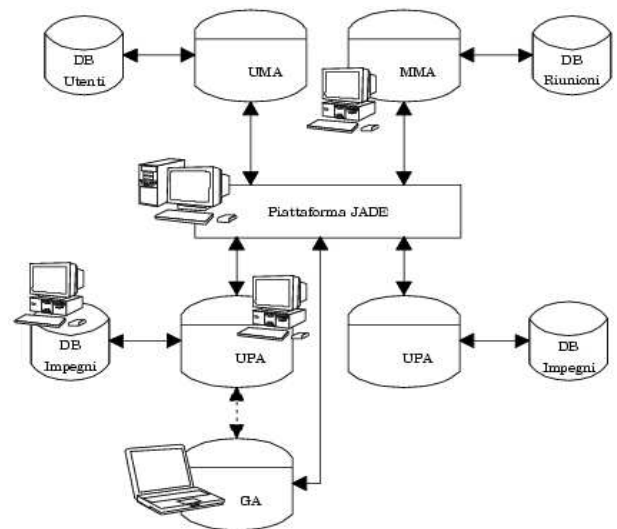 DB
Utenti
UMA
MMA
DB
Riunioni
Piattaforma JADE
DB
Impegni
UPA
UPA
DB
Impegni
GA